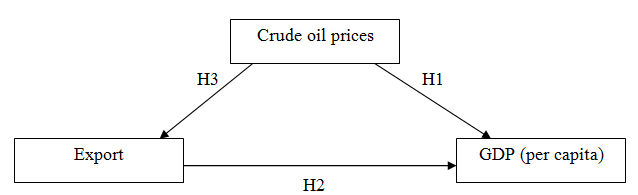 Crude oil prices
H3
H1
Export
GDP (per capita)
H2